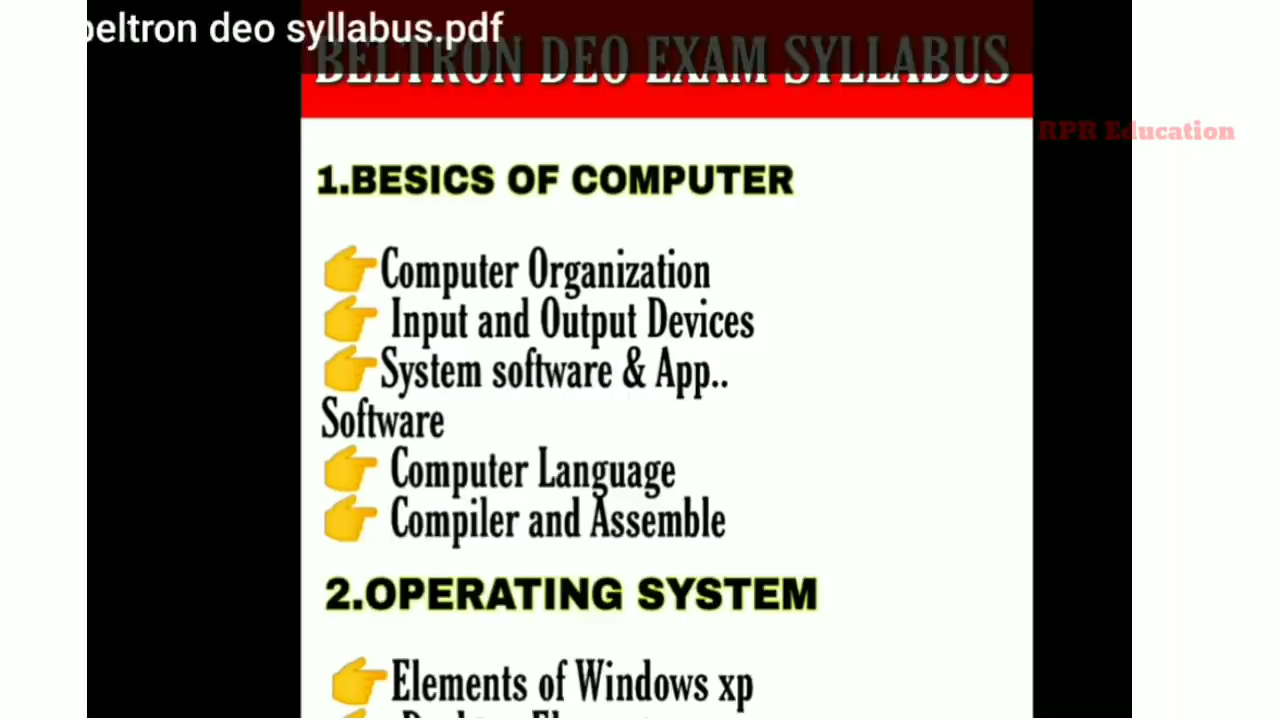 beltron deo syllabus.pdf
BELTRON DEO EXAM SYLLABUS
RPR Education
1.BESICS OF COMPUTER
👉Computer Organization
👉 Input and Output Devices
👉System software & App..
Software
👉 Computer Language
👉 Compiler and Assemble
2.OPERATING SYSTEM
👉Elements of Windows xp